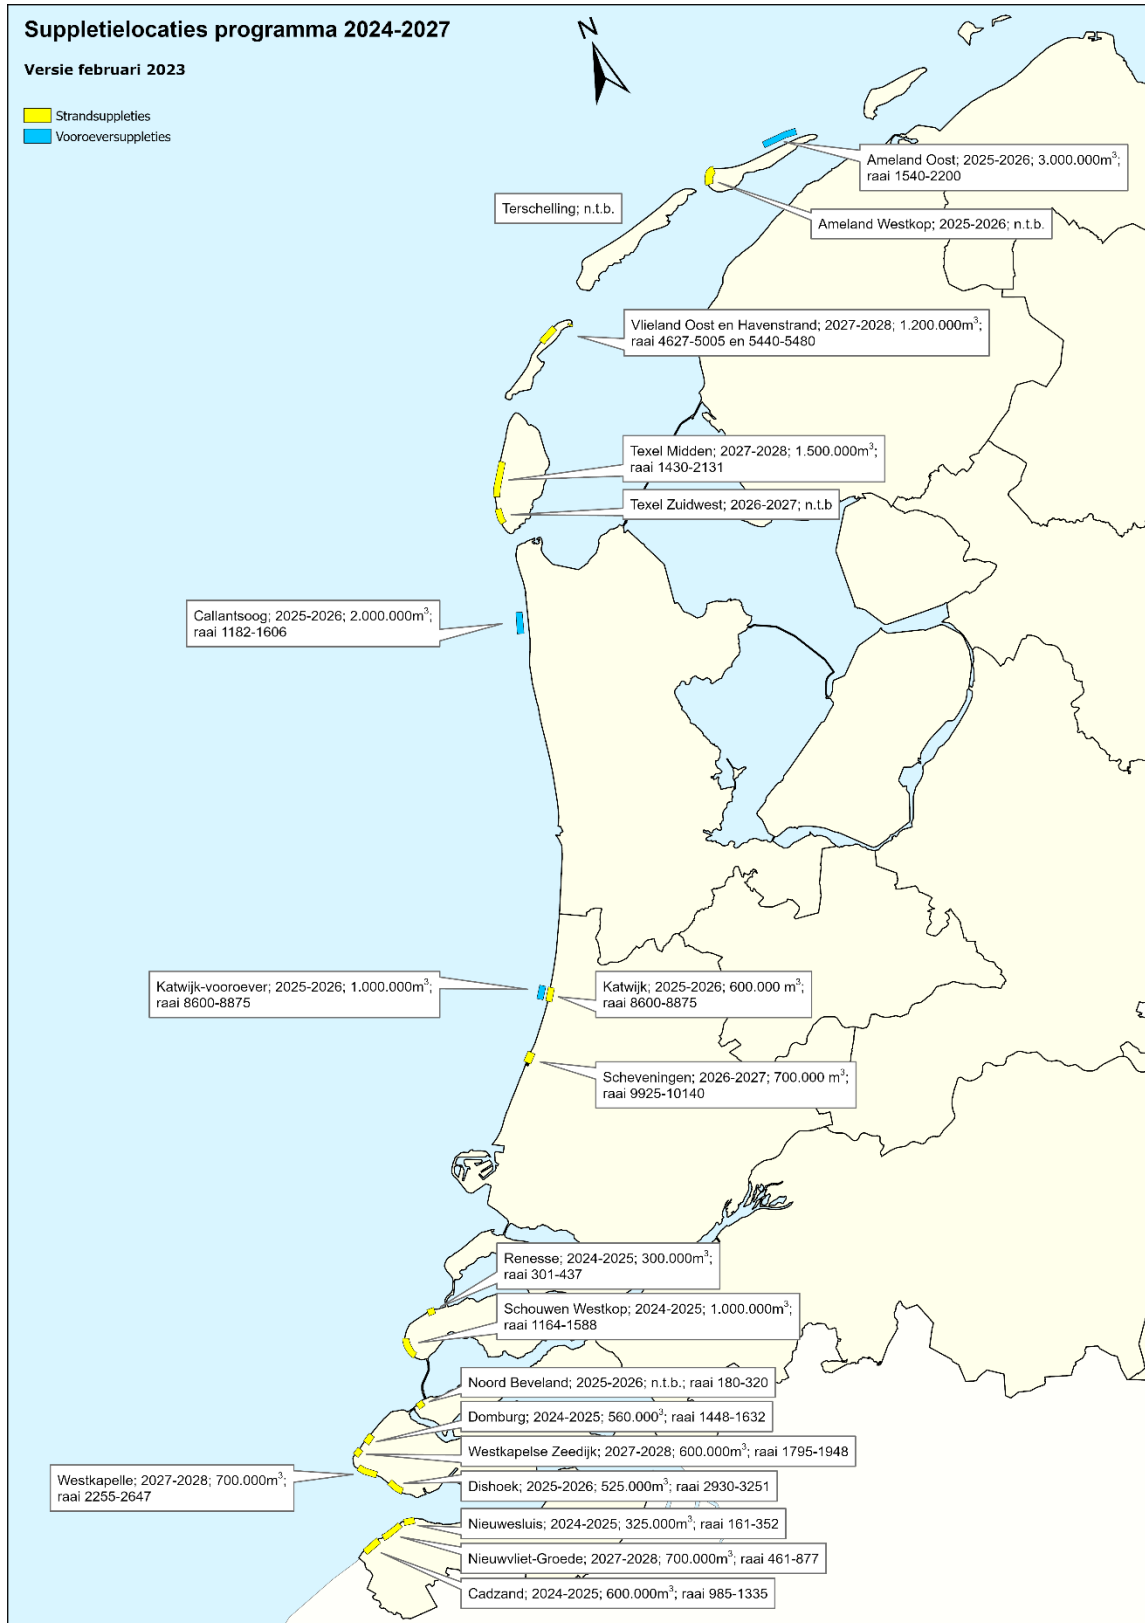 Suppletielocaties programma 2024-2027
Versie februari 2023
Strandsuppleties
Vooroeversuppleties
N
Ameland Oost; 2025-2026; 3.000.000m³;
raai 1540-2200
Terschelling; n.t.b.
Ameland Westkop; 2025-2026; n.t.b.
Vlieland Oost en Havenstrand; 2027-2028; 1.200.000m³;
raai 4627-5005 en 5440-5480
Texel Midden; 2027-2028; 1.500.000m³;
raai 1430-2131
Texel Zuidwest; 2026-2027; n.t.b
Callantsoog; 2025-2026; 2.000.000m³;
raai 1182-1606
Katwijk-vooroever; 2025-2026; 1.000.000m³;
raai 8600-8875
Katwijk; 2025-2026; 600.000 m³;
raai 8600-8875
Scheveningen; 2026-2027; 700.000 m³;
raai 9925-10140
Renesse; 2024-2025; 300.000m³;
raai 301-437
Schouwen Westkop; 2024-2025; 1.000.000m³;
raai 1164-1588
Noord Beveland; 2025-2026; n.t.b.; raai 180-320
Domburg; 2024-2025; 560.000³; raai 1448-1632
Westkapelse Zeedijk; 2027-2028; 600.000m³; raai 1795-1948
Westkapelle; 2027-2028; 700.000m³;
raai 2255-2647
Dishoek; 2025-2026; 525.000m³; raai 2930-3251
Nieuwesluis; 2024-2025; 325.000m³; raai 161-352
Nieuwvliet-Groede; 2027-2028; 700.000m³; raai 461-877
Cadzand; 2024-2025; 600.000m³; raai 985-1335